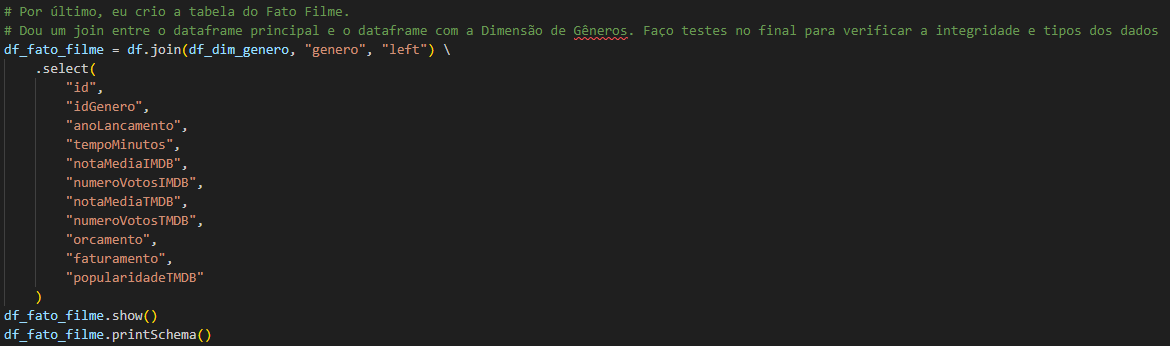 # Por último, eu crio a tabela do Fato Filme.
# Dou um join entre o dataframe principal e o dataframe com a Dimensão de Gêneros. Faço testes no final para verificar a integridade e tipos dos dados
df_fato_filme = df.join(df_dim_genero, "genero", "left") \
    .select(
        "id",
        "idGenero",
        "anoLancamento",
        "tempoMinutos",
        "notaMediaIMDB",
        "numeroVotosIMDB",
        "notaMediaTMDB",
        "numeroVotosTMDB",
        "orcamento",
        "faturamento",
        "popularidadeTMDB"
    )
df_fato_filme.show()
df_fato_filme.printSchema()